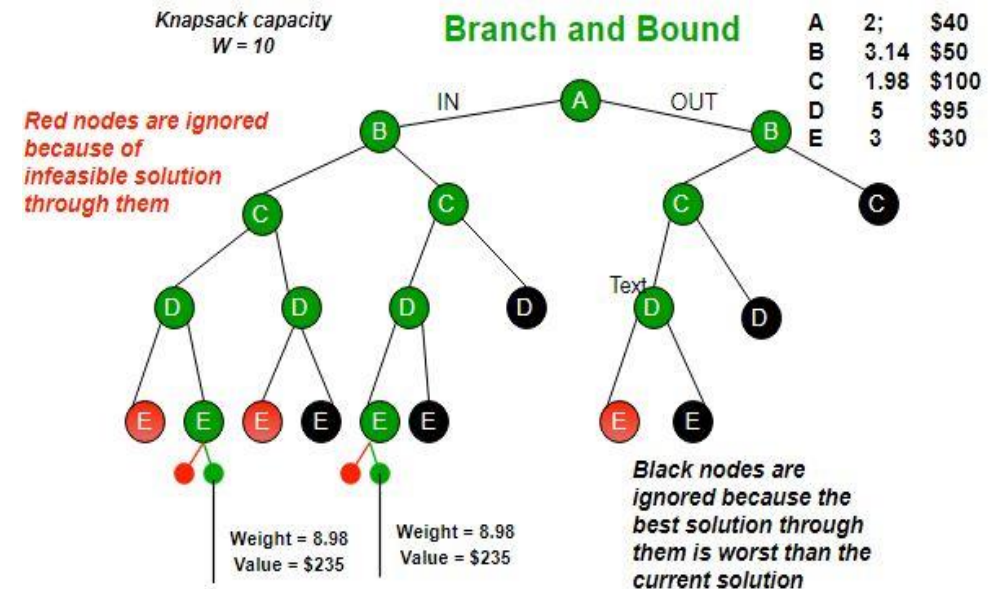 Knapsack capacity
W = 10
Branch and Bound
A 2; $40
B 3.14 $50
C 1.98 $100
D 5 $95
E 3 $30
Red nodes are ignored
because of
infeasible solution
through them
IN
OUT
A
B
B
C
C
C
C
D
D
D
D
Text
D
D
E
E
E
E
E
E
E
E
Weight = 8.98
Value = $235
Weight = 8.98
Value = $235
Black nodes are
ignored because the
best solution through
them is worst than the
current solution